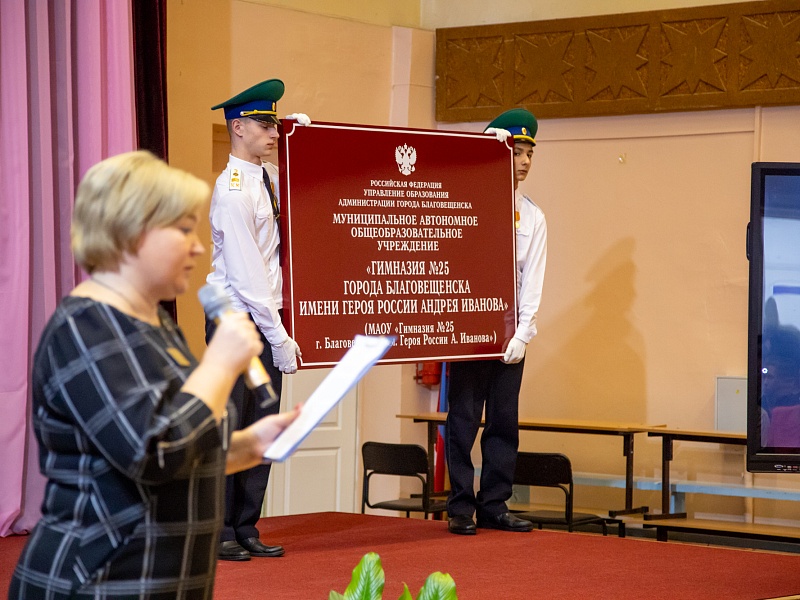 РОССИЙСКАЯ ФЕДЕРАЦИЯ
УПРАВЛЕНИЕ ОБРАЗОВАНИЯ
АДМИНИСТРАЦИИ ГОРОДА БЛАГОВЕЩЕНСКА
МУНИЦИПАЛЬНОЕ АВТОНОМНОЕ
ОБЩЕОБРАЗОВАТЕЛЬНОЕ
УЧРЕЖДЕНИЕ
«ГИМНАЗИЯ №25
ГОРОДА БЛАГОВЕЩЕНСКА
ИМЕНИ ГЕРОЯ РОССИИ АНДРЕЯ ИВАНОВА»
(МАОУ «Гимназия №25
г. Благов Героя России А. Иванова»)